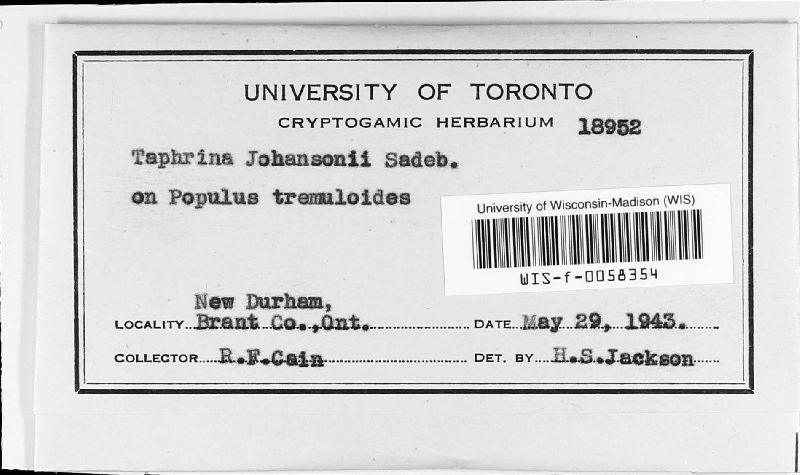 UNIVERSITY OF TORONTO
CRYPTOGAMIC HERBARIUM 18952
Taphrina Johansonii Sadeb.
on Populus tremuloides
University of Wisconsin-Madison (WIS)
WIS-f-0058354
New Durham,
LOCALITY Brant Co.,Ont. DATE May 29, 1943.
COLLECTOR R.F.Cain DET. BY H.S.Jackson